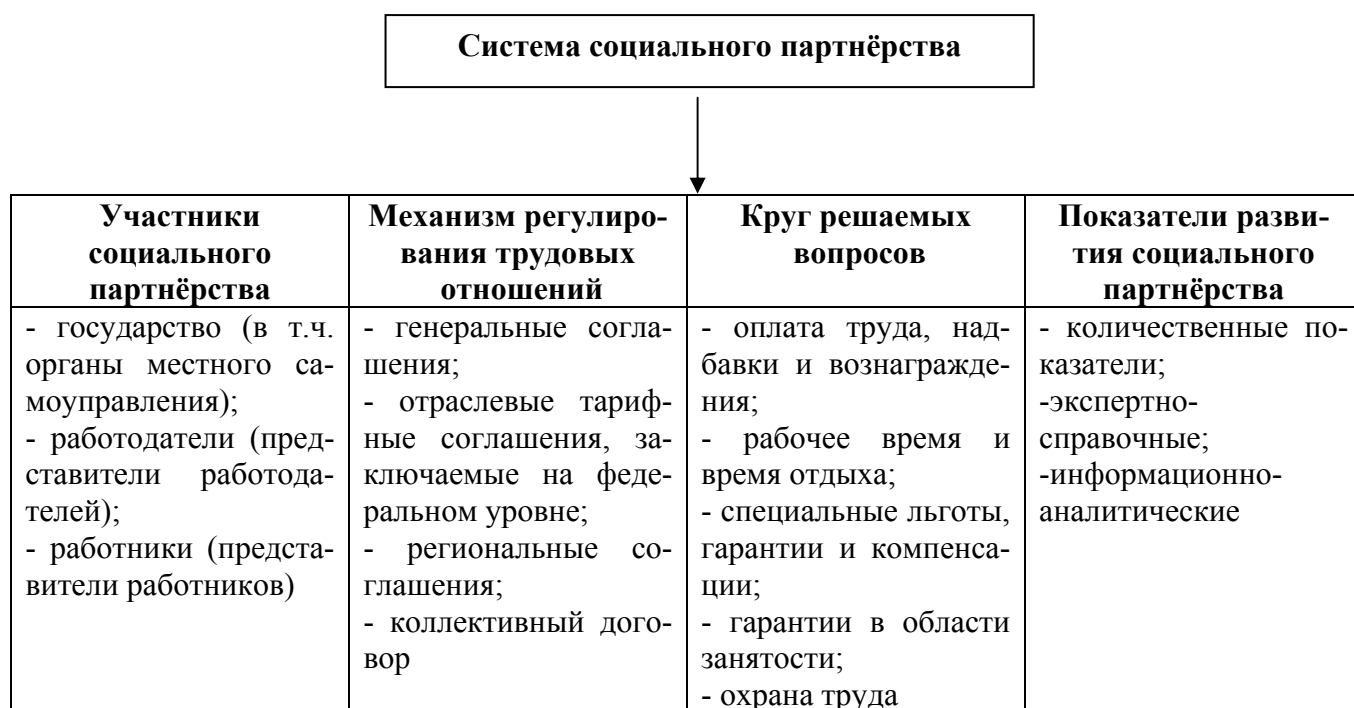 Система социального партнёрства
Участники
социального
партнёрства
- государство (в т.ч.
органы местного са-
моуправления);
- работодатели (пред-
ставители работода-
телей);
- работники (предста-
вители работников)
Механизм регулиро-
вания трудовых
отношений
- генеральные согла-
шения;
- отраслевые тариф-
ные соглашения, за-
ключаемые на феде-
ральном уровне;
- региональные со-
глашения;
- коллективный дого-
вор
Круг решаемых
вопросов
- оплата труда, над-
бавки и вознагражде-
ния;
- рабочее время и
время отдыха;
- специальные льготы,
гарантии и компенса-
ции;
- гарантии в области
занятости;
- охрана труда
Показатели разви-
тия социального
партнёрства
- количественные по-
казатели;
-экспертно-
справочные;
-информационно-
аналитические